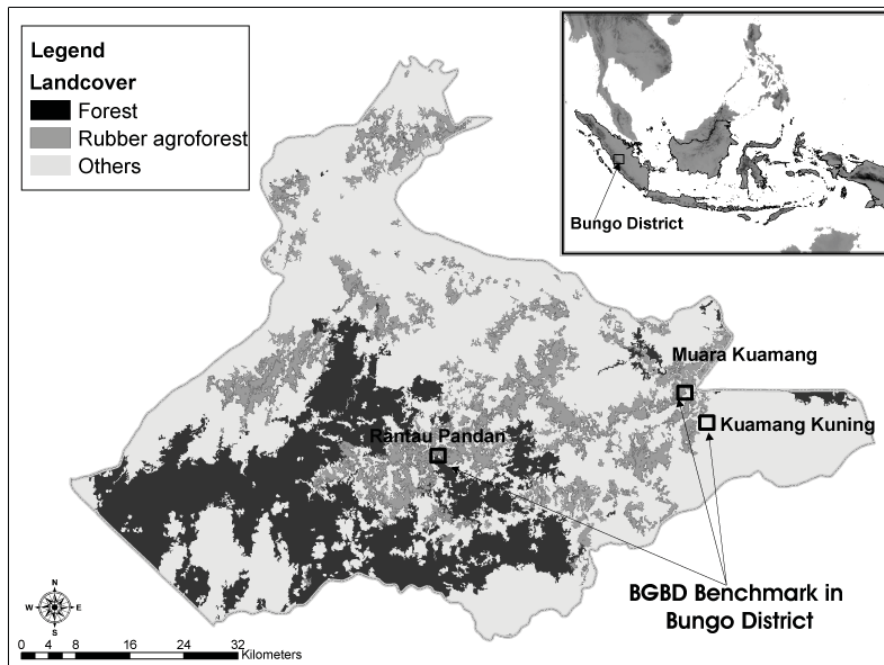 Legend
Landcover
Forest
Rubber agroforest
Others
Bungo District
Muara Kuamang
Kuamang Kuning
Rantau Pandan
BGBD Benchmark in
Bungo District
N
W E
S
0 2 4 8 16 24 32
Kilometers